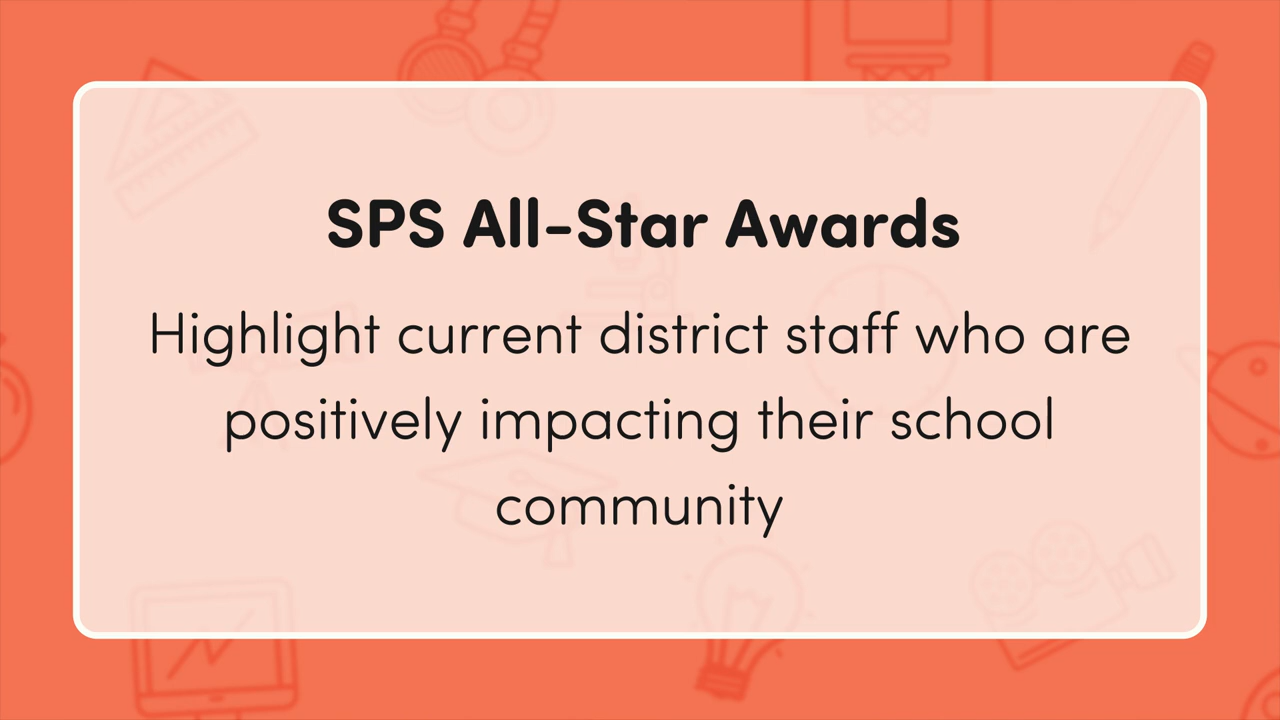 SPS All-Star Awards
Highlight current district staff who are
positively impacting their school
community